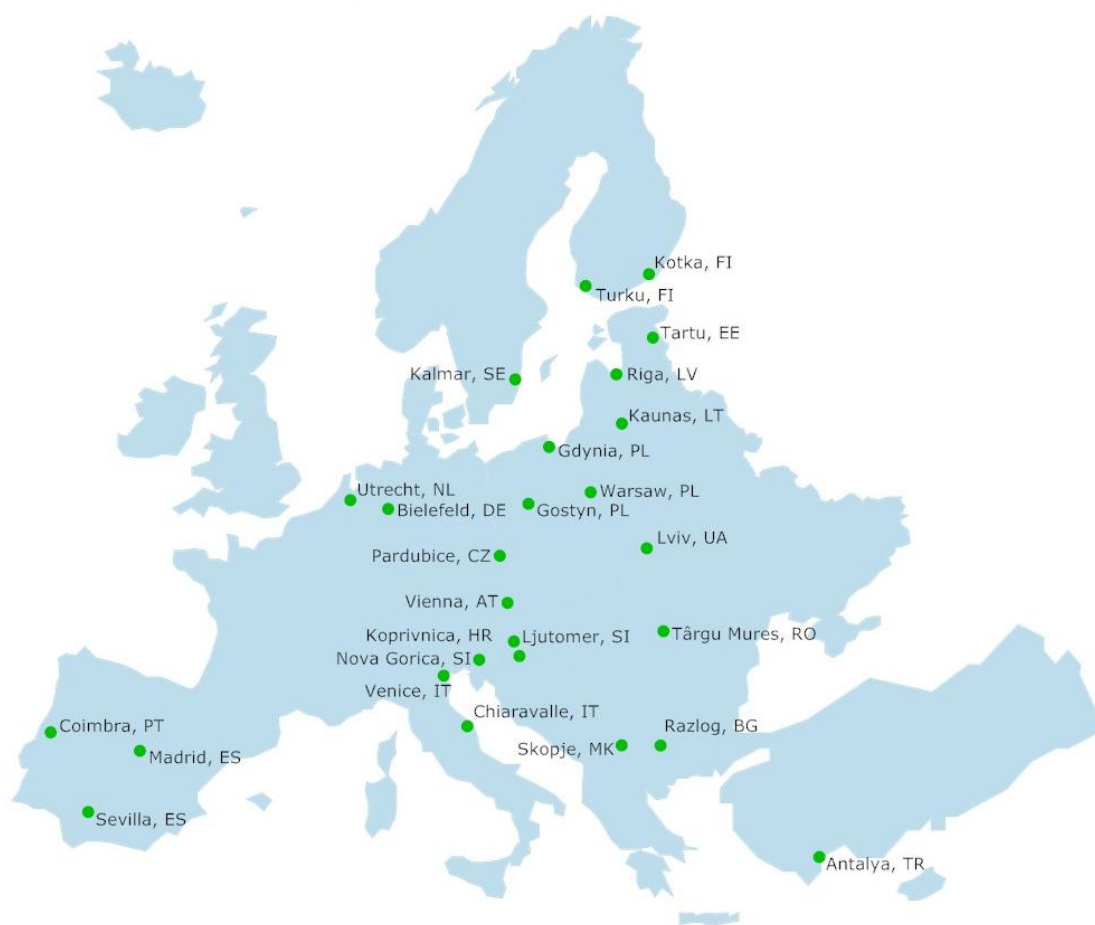 Kotka, FI
Turku, FI
Tartu, EE
Kalmar, SE
Riga, LV
Kaunas, LT
Gdynia, PL
Utrecht, NL
Warsaw, PL
Bielefeld, DE
Gostyn, PL
Lviv, UA
Pardubice, CZ
Vienna, AT
Koprivnica, HR
Ljutomer, SI
Târgu Mures, RO
Nova Gorica, SI
Venice, IT
Chiaravalle, IT
Coimbra, PT
Razlog, BG
Skopje, MK
Madrid, ES
Sevilla, ES
Antalya, TR